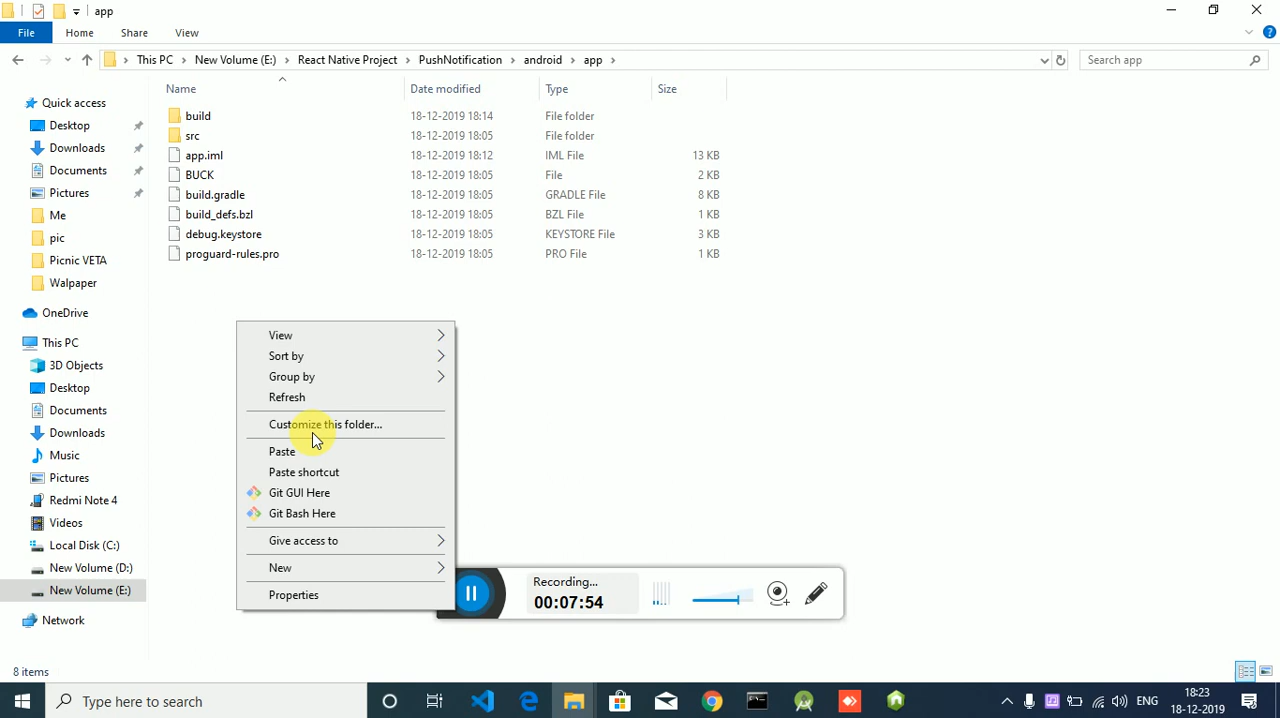 app
File
Home
Share
View
This PC
New Volume (E:)
React Native Project
PushNotification
android
app
Search app
Name
Date modified
Type
Size
build 18-12-2019 18:14 File folder
src 18-12-2019 18:05 File folder
app.iml 18-12-2019 18:12 IML File 13 KB
BUCK 18-12-2019 18:05 File 2 KB
build.gradle 18-12-2019 18:05 GRADLE File 8 KB
build_defs.bzl 18-12-2019 18:05 BZL File 1 KB
debug.keystore 18-12-2019 18:05 KEYSTORE File 3 KB
proguard-rules.pro 18-12-2019 18:05 PRO File 1 KB
Quick access
Desktop
Downloads
Documents
Pictures
Me
pic
Picnic VETA
Walpaper
OneDrive
This PC
3D Objects
Desktop
Documents
Downloads
Music
Pictures
Redmi Note 4
Videos
Local Disk (C:)
New Volume (D:)
New Volume (E:)
Network
View
Sort by
Group by
Refresh
Customize this folder...
Paste
Paste shortcut
Git GUI Here
Git Bash Here
Give access to
New
Properties
Recording...
00:07:54
8 items
Type here to search
ENG
18:23
18-12-2019